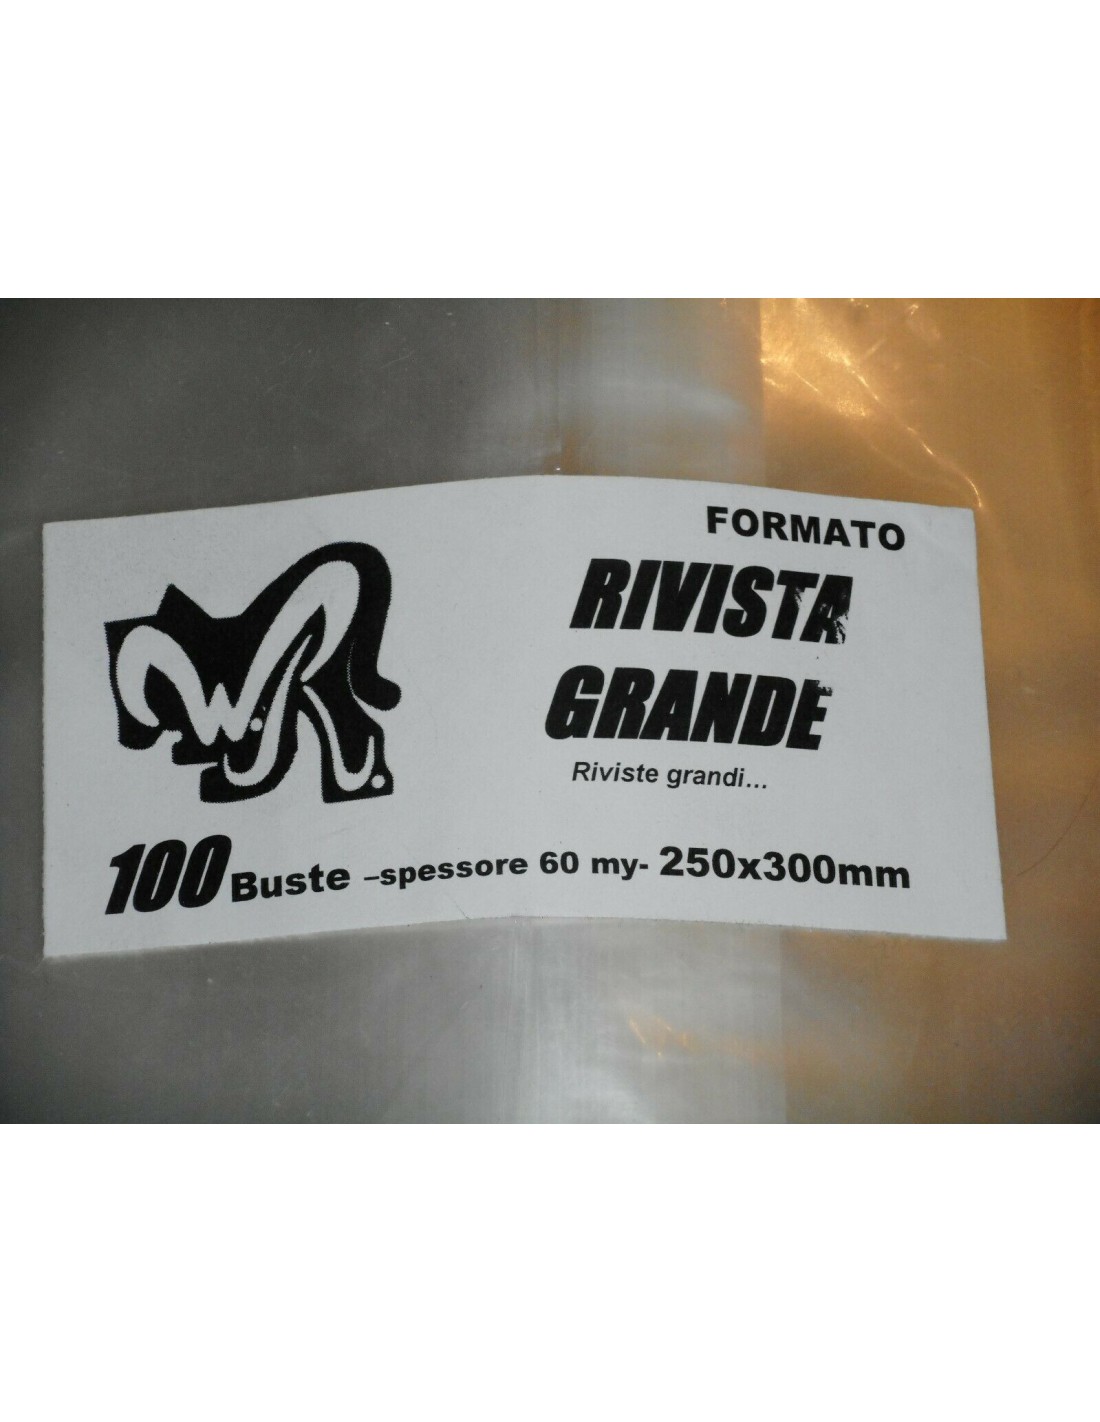 W.R.
FORMATO
RIVISTA
GRANDE
Riviste grandi...
100 Buste –spessore 60 my- 250x300mm